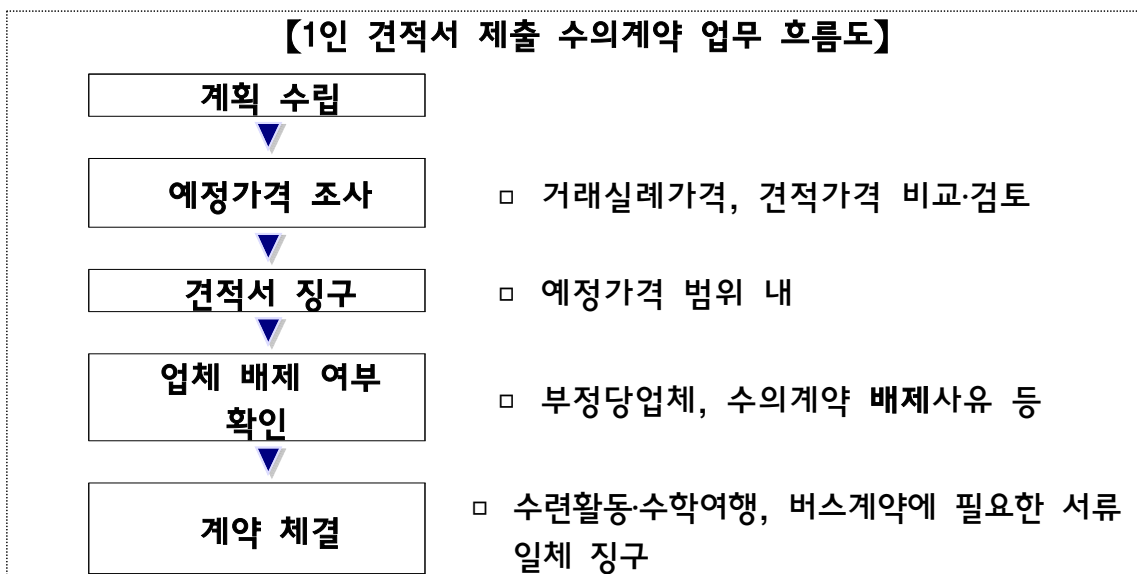 【1인 견적서 제출 수의계약 업무 흐름도】
계획 수립
예정가격 조사
□ 거래실례가격, 견적가격 비교·검토
견적서 징구
□ 예정가격 범위 내
업체 배제 여부
확인
□ 부정당업체, 수의계약 배제사유 등
계약 체결
□ 수련활동·수학여행, 버스계약에 필요한 서류
일체 징구